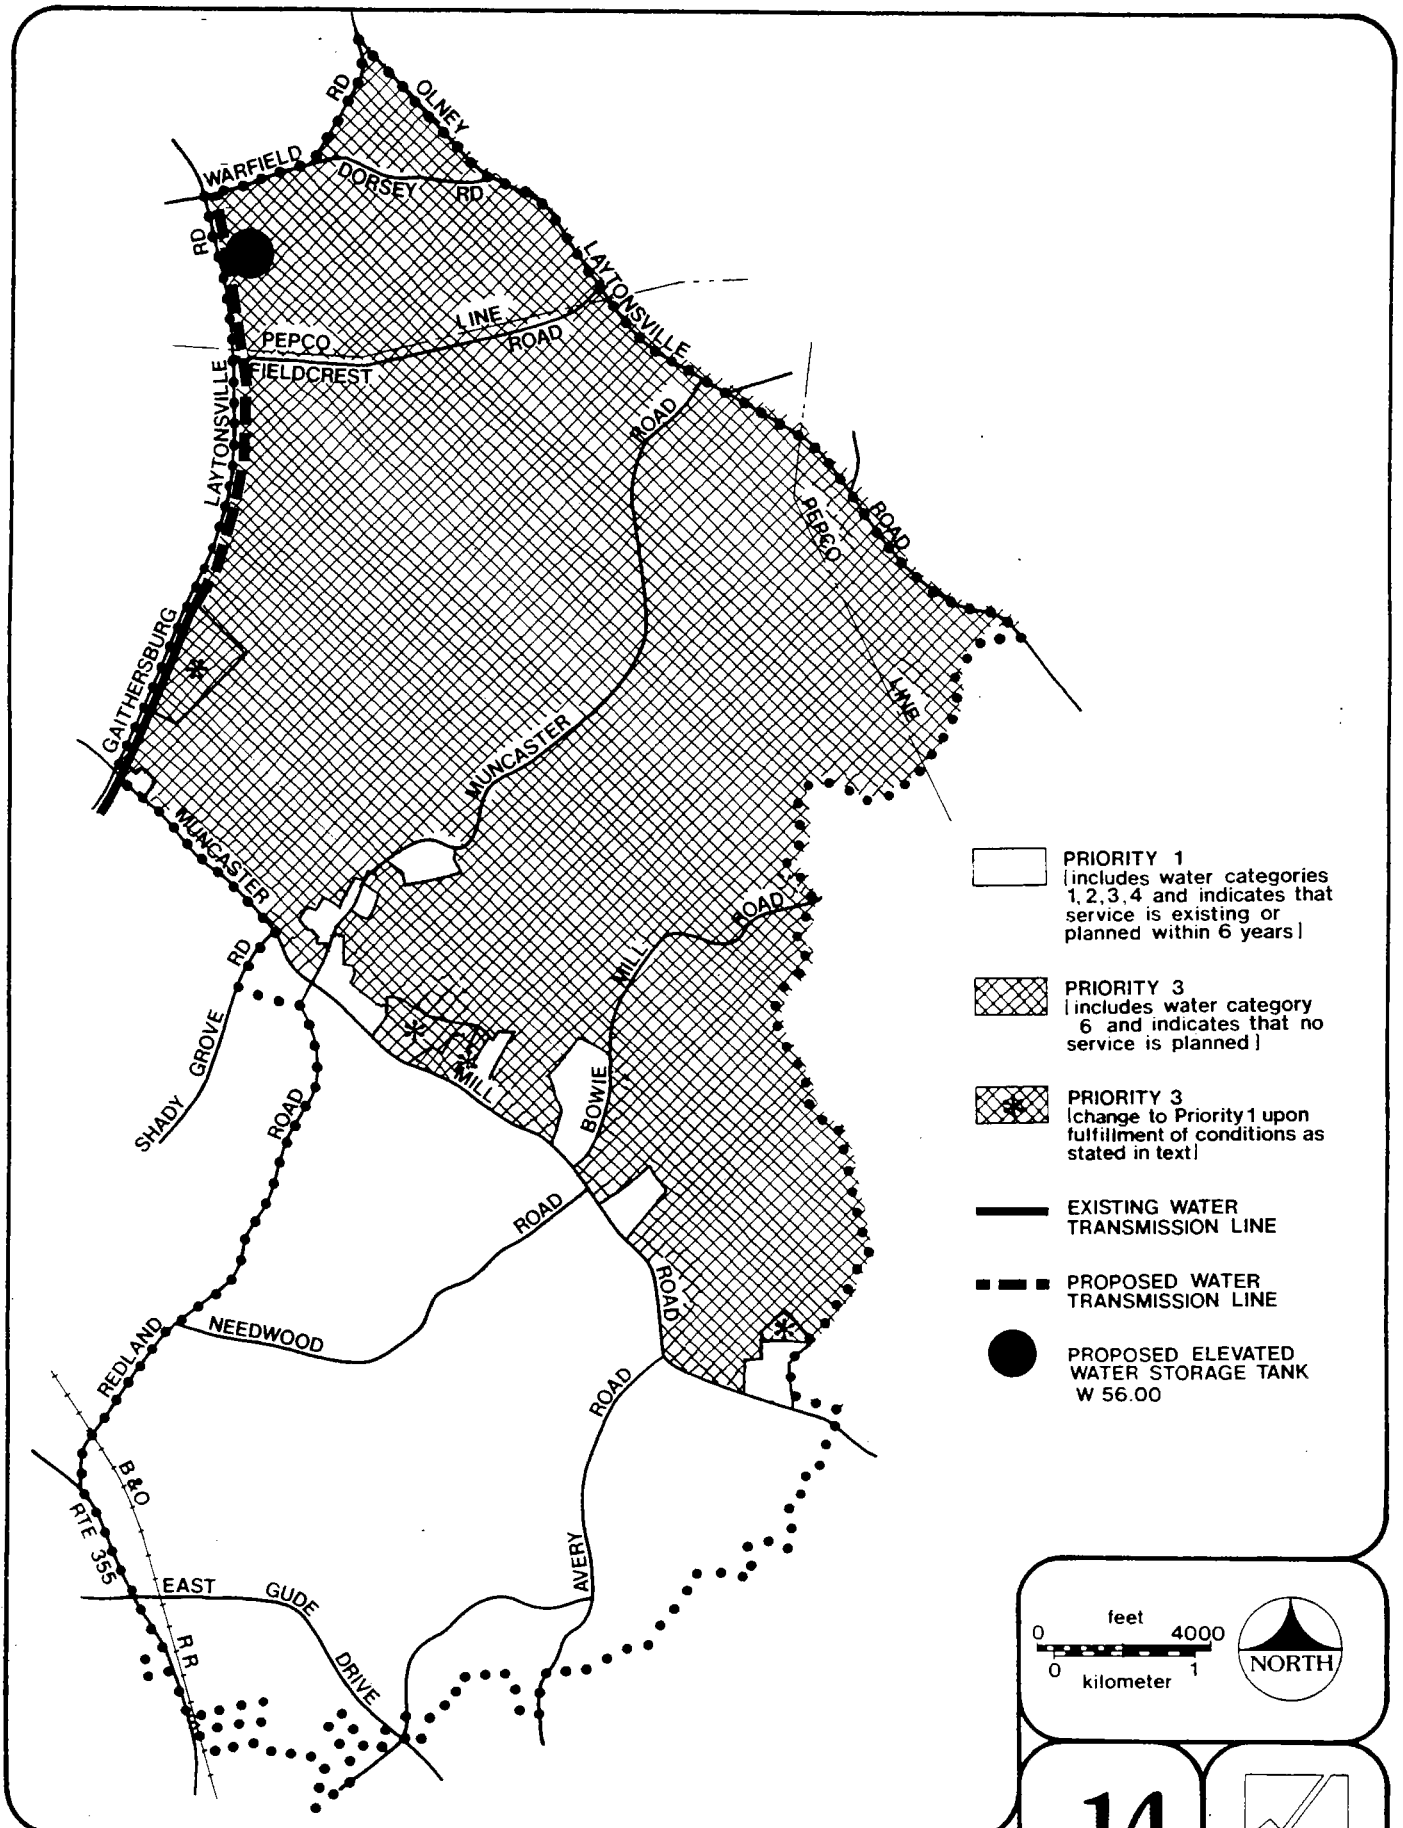 RD
OLNEY
WARFIELD
DORSEY
RD
RD
LAYTONSVILLE
LINE
PEPCO
ROAD
FIELDCREST
LAYTONSVILLE
ROAD
PEPCO
ROAD
GAITHERSBURG
LINE
MUNCASTER
MUNCASTER
ROAD
RD
MILL
GROVE
MILL
BOWIE
SHADY
ROAD
ROAD
ROAD
NEEDWOOD
REDLAND
ROAD
B&O
RTE 355
AVERY
EAST
GUDE
RR
DRIVE
PRIORITY 1
(includes water categories
1,2,3,4 and indicates that
service is existing or
planned within 6 years)
PRIORITY 3
(includes water category
6 and indicates that no
service is planned)
PRIORITY 3
(change to Priority 1 upon
fulfillment of conditions as
stated in text)
EXISTING WATER
TRANSMISSION LINE
PROPOSED WATER
TRANSMISSION LINE
PROPOSED ELEVATED
WATER STORAGE TANK
W 56.00
feet
0 4000
0 1
kilometer
NORTH
14